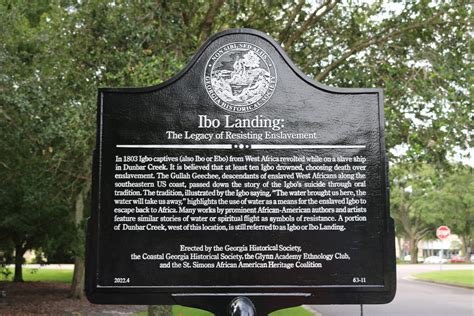 NON SIBI, SED ALIIS
GEORGIA HISTORICAL SOCIETY
Ibo Landing:
The Legacy of Resisting Enslavement
In 1803 Igbo captives (also Ibo or Ebo) from West Africa revolted while on a slave ship
in Dunbar Creek. It is believed that at least ten Igbo drowned, choosing death over
enslavement. The Gullah Geechee, descendants of enslaved West Africans along the
southeastern US coast, passed down the story of the Igbo's suicide through oral
tradition. The tradition, illustrated by the Igbo saying, "The water brought us here, the
water will take us away," highlights the use of water as a means for the enslaved Igbo to
escape back to Africa. Many works by prominent African-American authors and artists
feature similar stories of water or spiritual flight as symbols of resistance. A portion
of Dunbar Creek, west of this location, is still referred to as Igbo or Ibo Landing.
Erected by the Georgia Historical Society,
the Coastal Georgia Historical Society, the Glynn Academy Ethnology Club,
and the St. Simons African American Heritage Coalition
2022.4
63-11